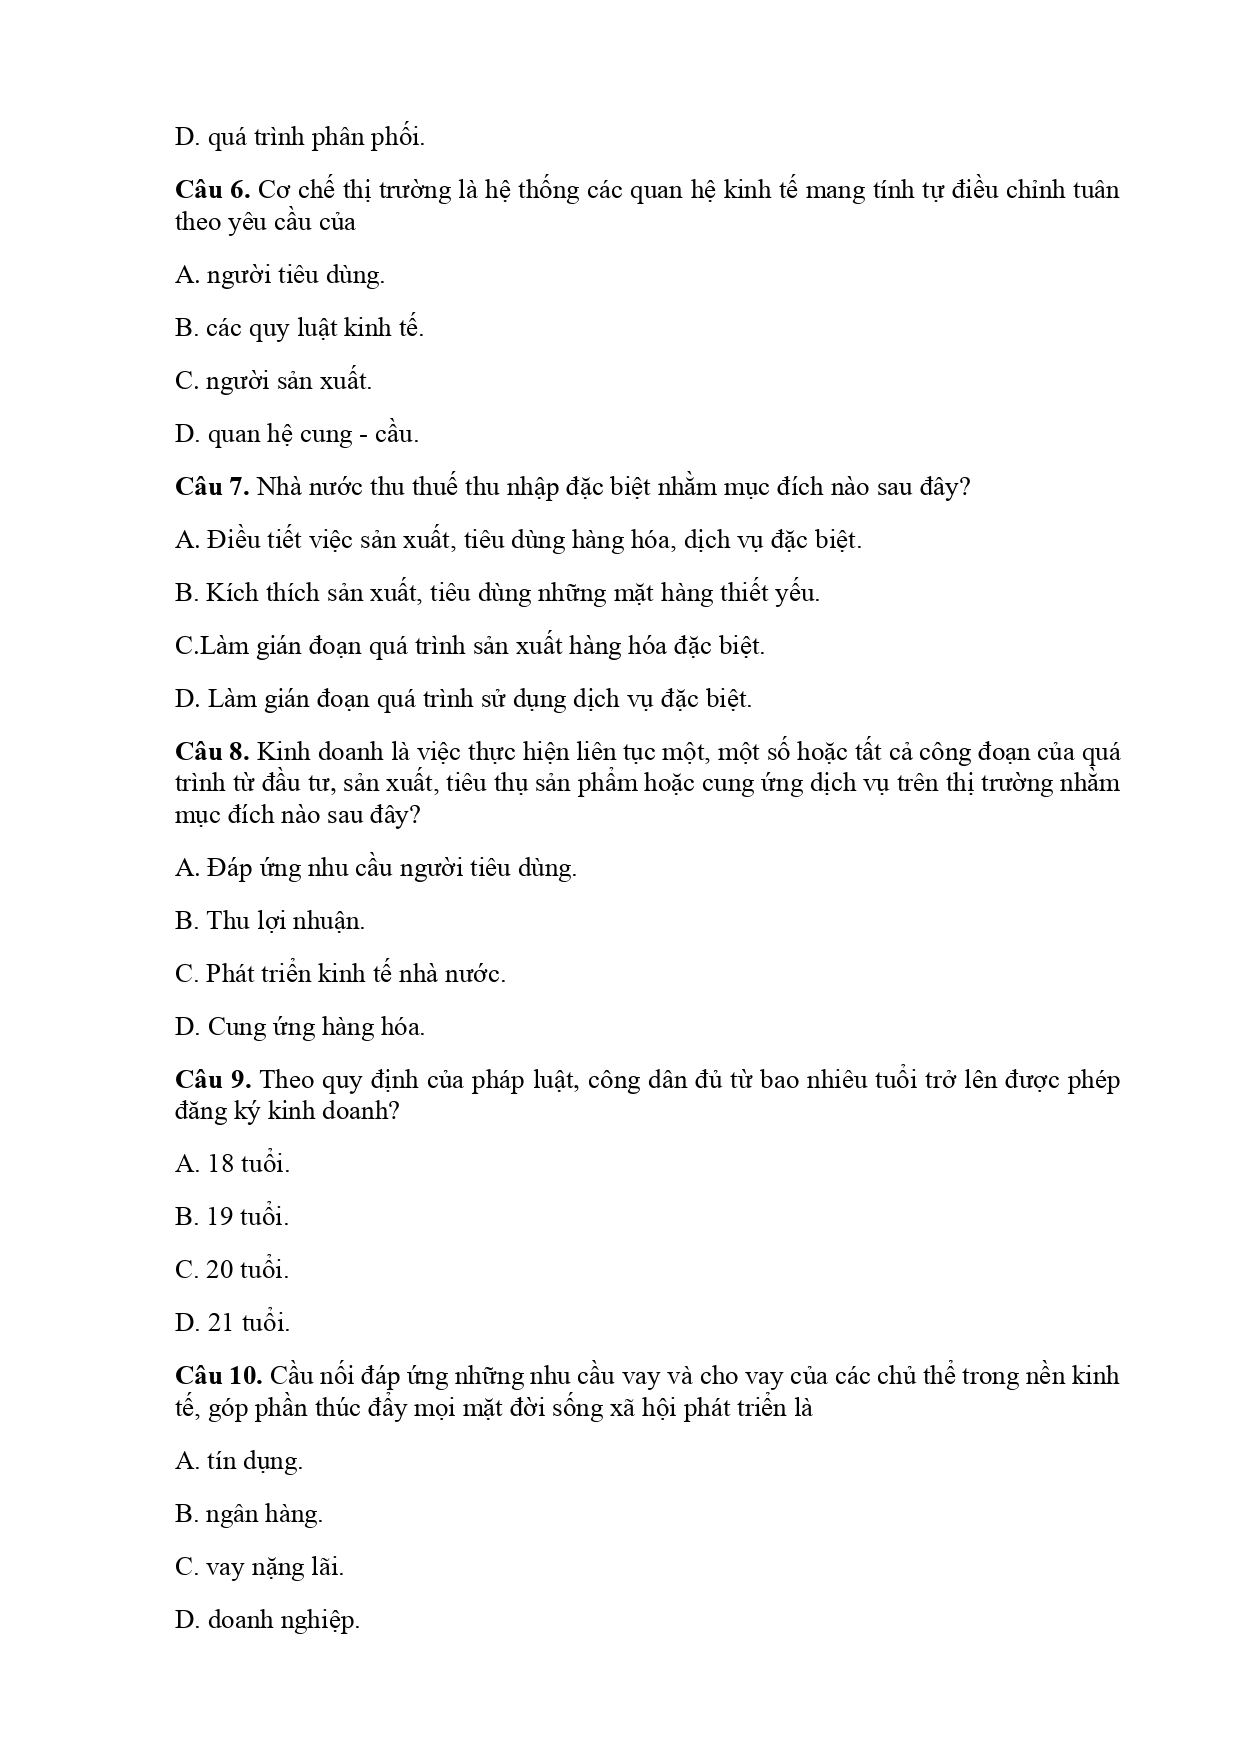 D. quá trình phân phối.
Câu 6. Cơ chế thị trường là hệ thống các quan hệ kinh tế mang tính tự điều chỉnh tuân
theo yêu cầu của
A. người tiêu dùng.
B. các quy luật kinh tế.
C. người sản xuất.
D. quan hệ cung - cầu.
Câu 7. Nhà nước thu thuế thu nhập đặc biệt nhằm mục đích nào sau đây?
A. Điều tiết việc sản xuất, tiêu dùng hàng hóa, dịch vụ đặc biệt.
B. Kích thích sản xuất, tiêu dùng những mặt hàng thiết yếu.
C.Làm gián đoạn quá trình sản xuất hàng hóa đặc biệt.
D. Làm gián đoạn quá trình sử dụng dịch vụ đặc biệt.
Câu 8. Kinh doanh là việc thực hiện liên tục một, một số hoặc tất cả công đoạn của quá
trình từ đầu tư, sản xuất, tiêu thụ sản phẩm hoặc cung ứng dịch vụ trên thị trường nhằm
mục đích nào sau đây?
A. Đáp ứng nhu cầu người tiêu dùng.
B. Thu lợi nhuận.
C. Phát triển kinh tế nhà nước.
D. Cung ứng hàng hóa.
Câu 9. Theo quy định của pháp luật, công dân đủ từ bao nhiêu tuổi trở lên được phép
đăng ký kinh doanh?
A. 18 tuổi.
B. 19 tuổi.
C. 20 tuổi.
D. 21 tuổi.
Câu 10. Cầu nối đáp ứng những nhu cầu vay và cho vay của các chủ thể trong nền kinh
tế, góp phần thúc đẩy mọi mặt đời sống xã hội phát triển là
A. tín dụng.
B. ngân hàng.
C. vay nặng lãi.
D. doanh nghiệp.